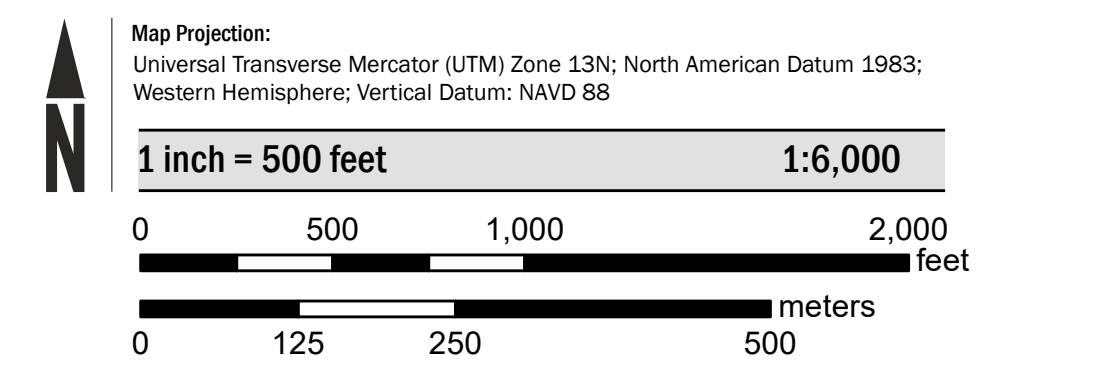 N
Map Projection:
Universal Transverse Mercator (UTM) Zone 13N; North American Datum 1983;
Western Hemisphere; Vertical Datum: NAVD 88
1 inch = 500 feet 1:6,000
0 500 1,000 2,000
feet
meters
0 125 250 500